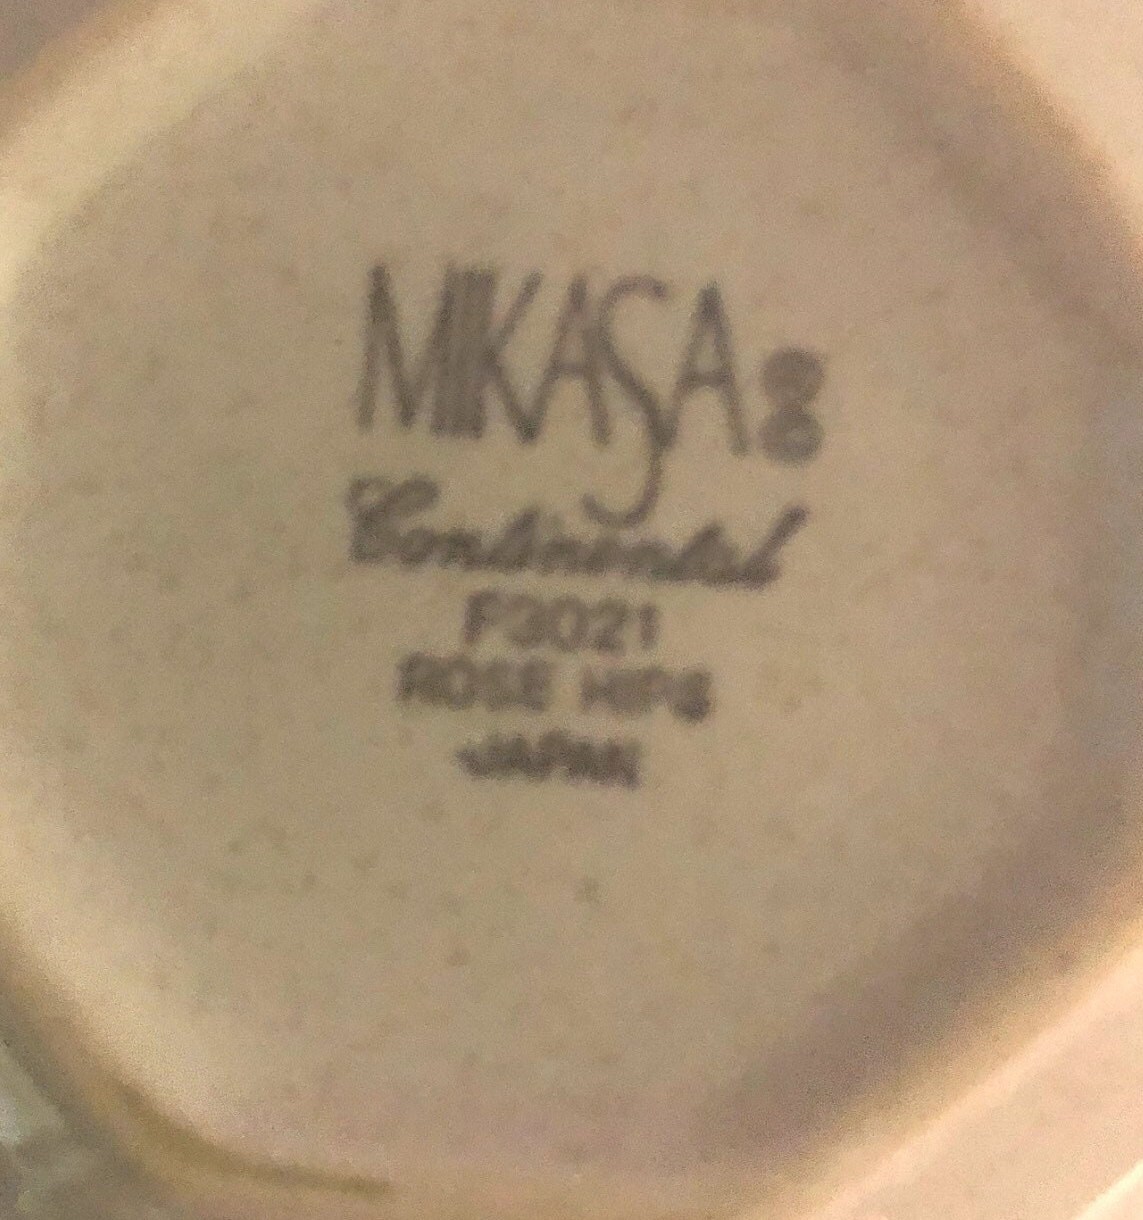 MIKASA
Continental
F3021
ROSE HIPS
JAPAN